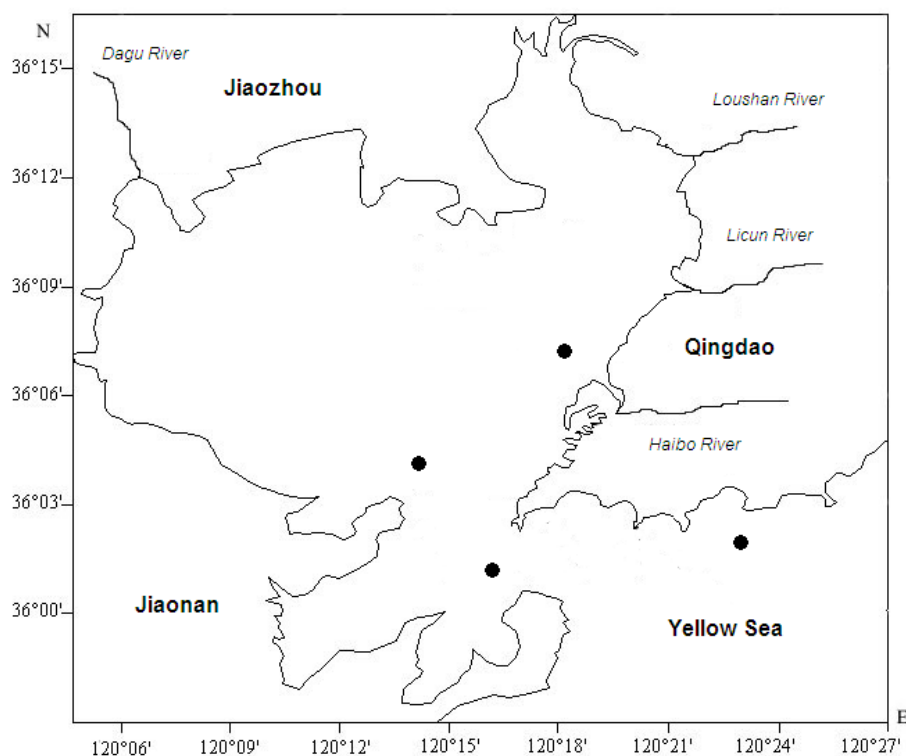 N
Dagu River
36°15'
Jiaozhou
Loushan River
36°12'
Licun River
36°09'
Qingdao
36°06'
Haibo River
36°03'
Jiaonan
36°00'
Yellow Sea
E
120°06' 120°09' 120°12' 120°15' 120°18' 120°21' 120°24' 120°27'